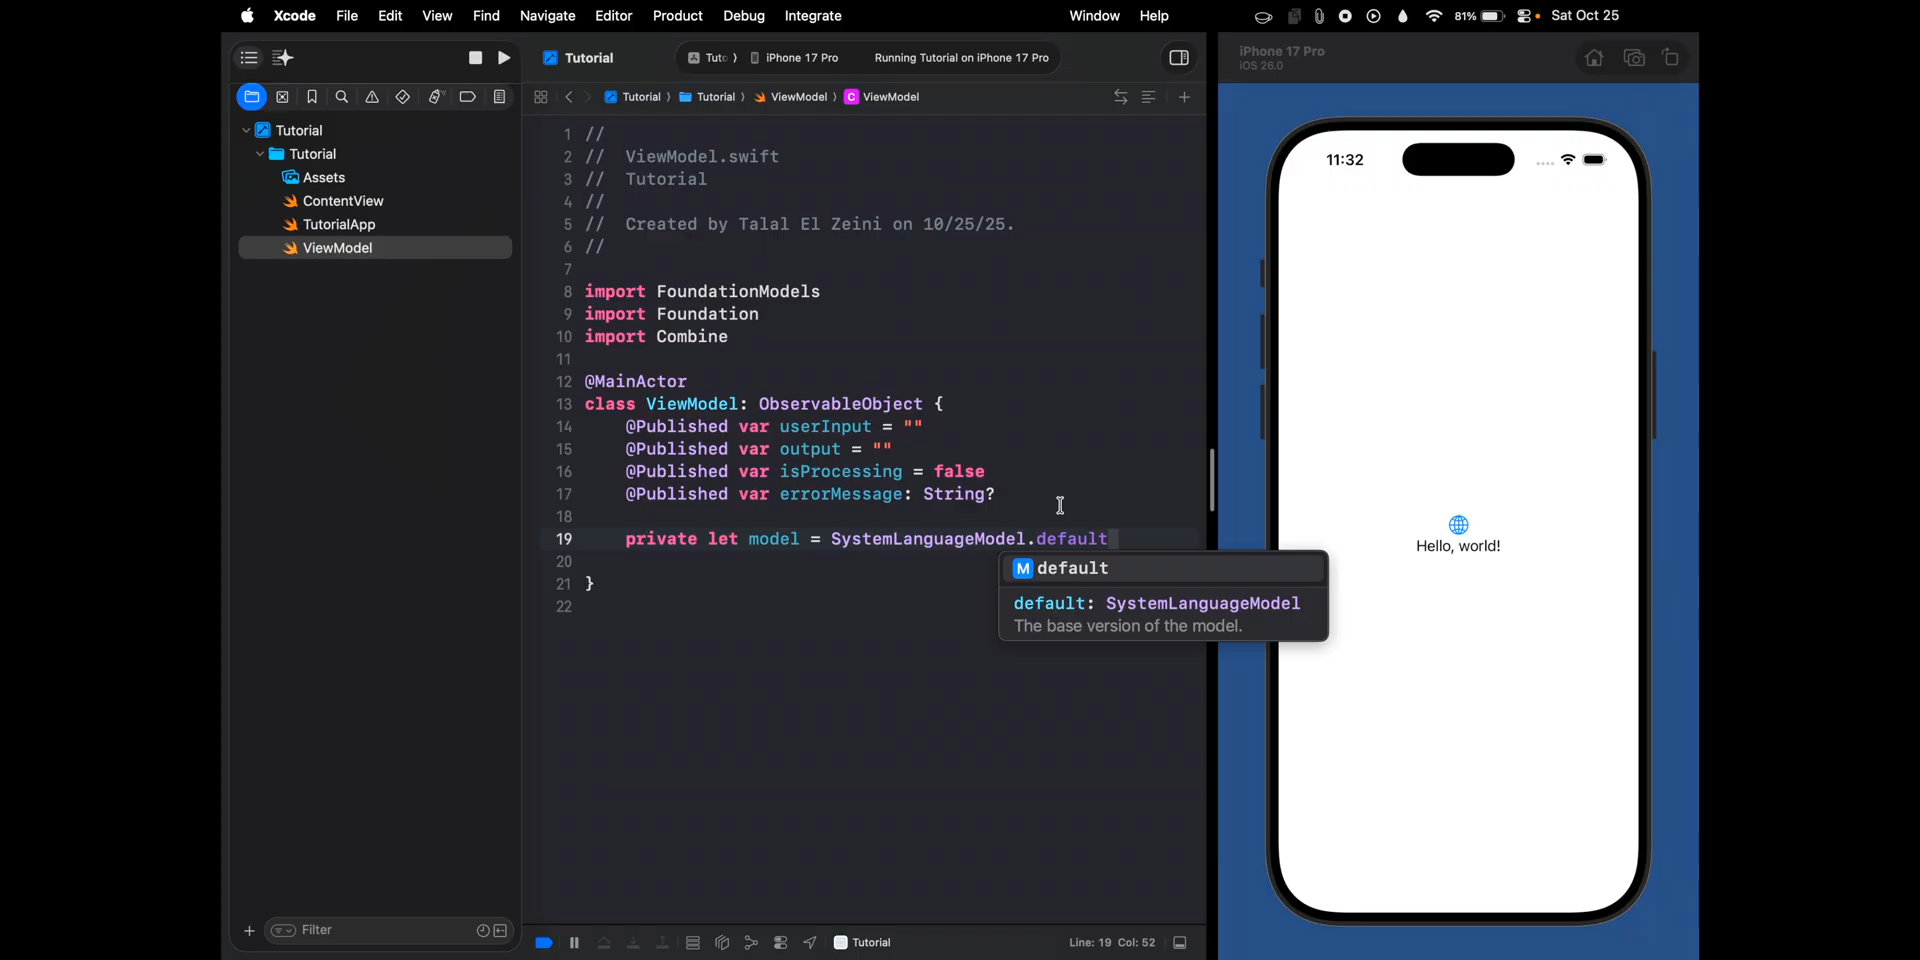 Xcode File Edit View Find Navigate Editor Product Debug Integrate Window Help 81% Sat Oct 25
Tutorial
Tuto 〉 iPhone 17 Pro Running Tutorial on iPhone 17 Pro
iPhone 17 Pro
iOS 26.0
Tutorial 〉 Tutorial 〉 ViewModel 〉 C ViewModel
Tutorial
Tutorial
Assets
ContentView
TutorialApp
ViewModel
1 //
2 //  ViewModel.swift
3 //  Tutorial
4 //
5 //  Created by Talal El Zeini on 10/25/25.
6 //
7
8 import FoundationModels
9 import Foundation
10 import Combine
11
12 @MainActor
13 class ViewModel: ObservableObject {
14     @Published var userInput = ""
15     @Published var output = ""
16     @Published var isProcessing = false
17     @Published var errorMessage: String?
18
19     private let model = SystemLanguageModel.default
20
21 }
22
M default
default: SystemLanguageModel
The base version of the model.
11:32
Hello, world!
Filter
Tutorial
Line: 19 Col: 52